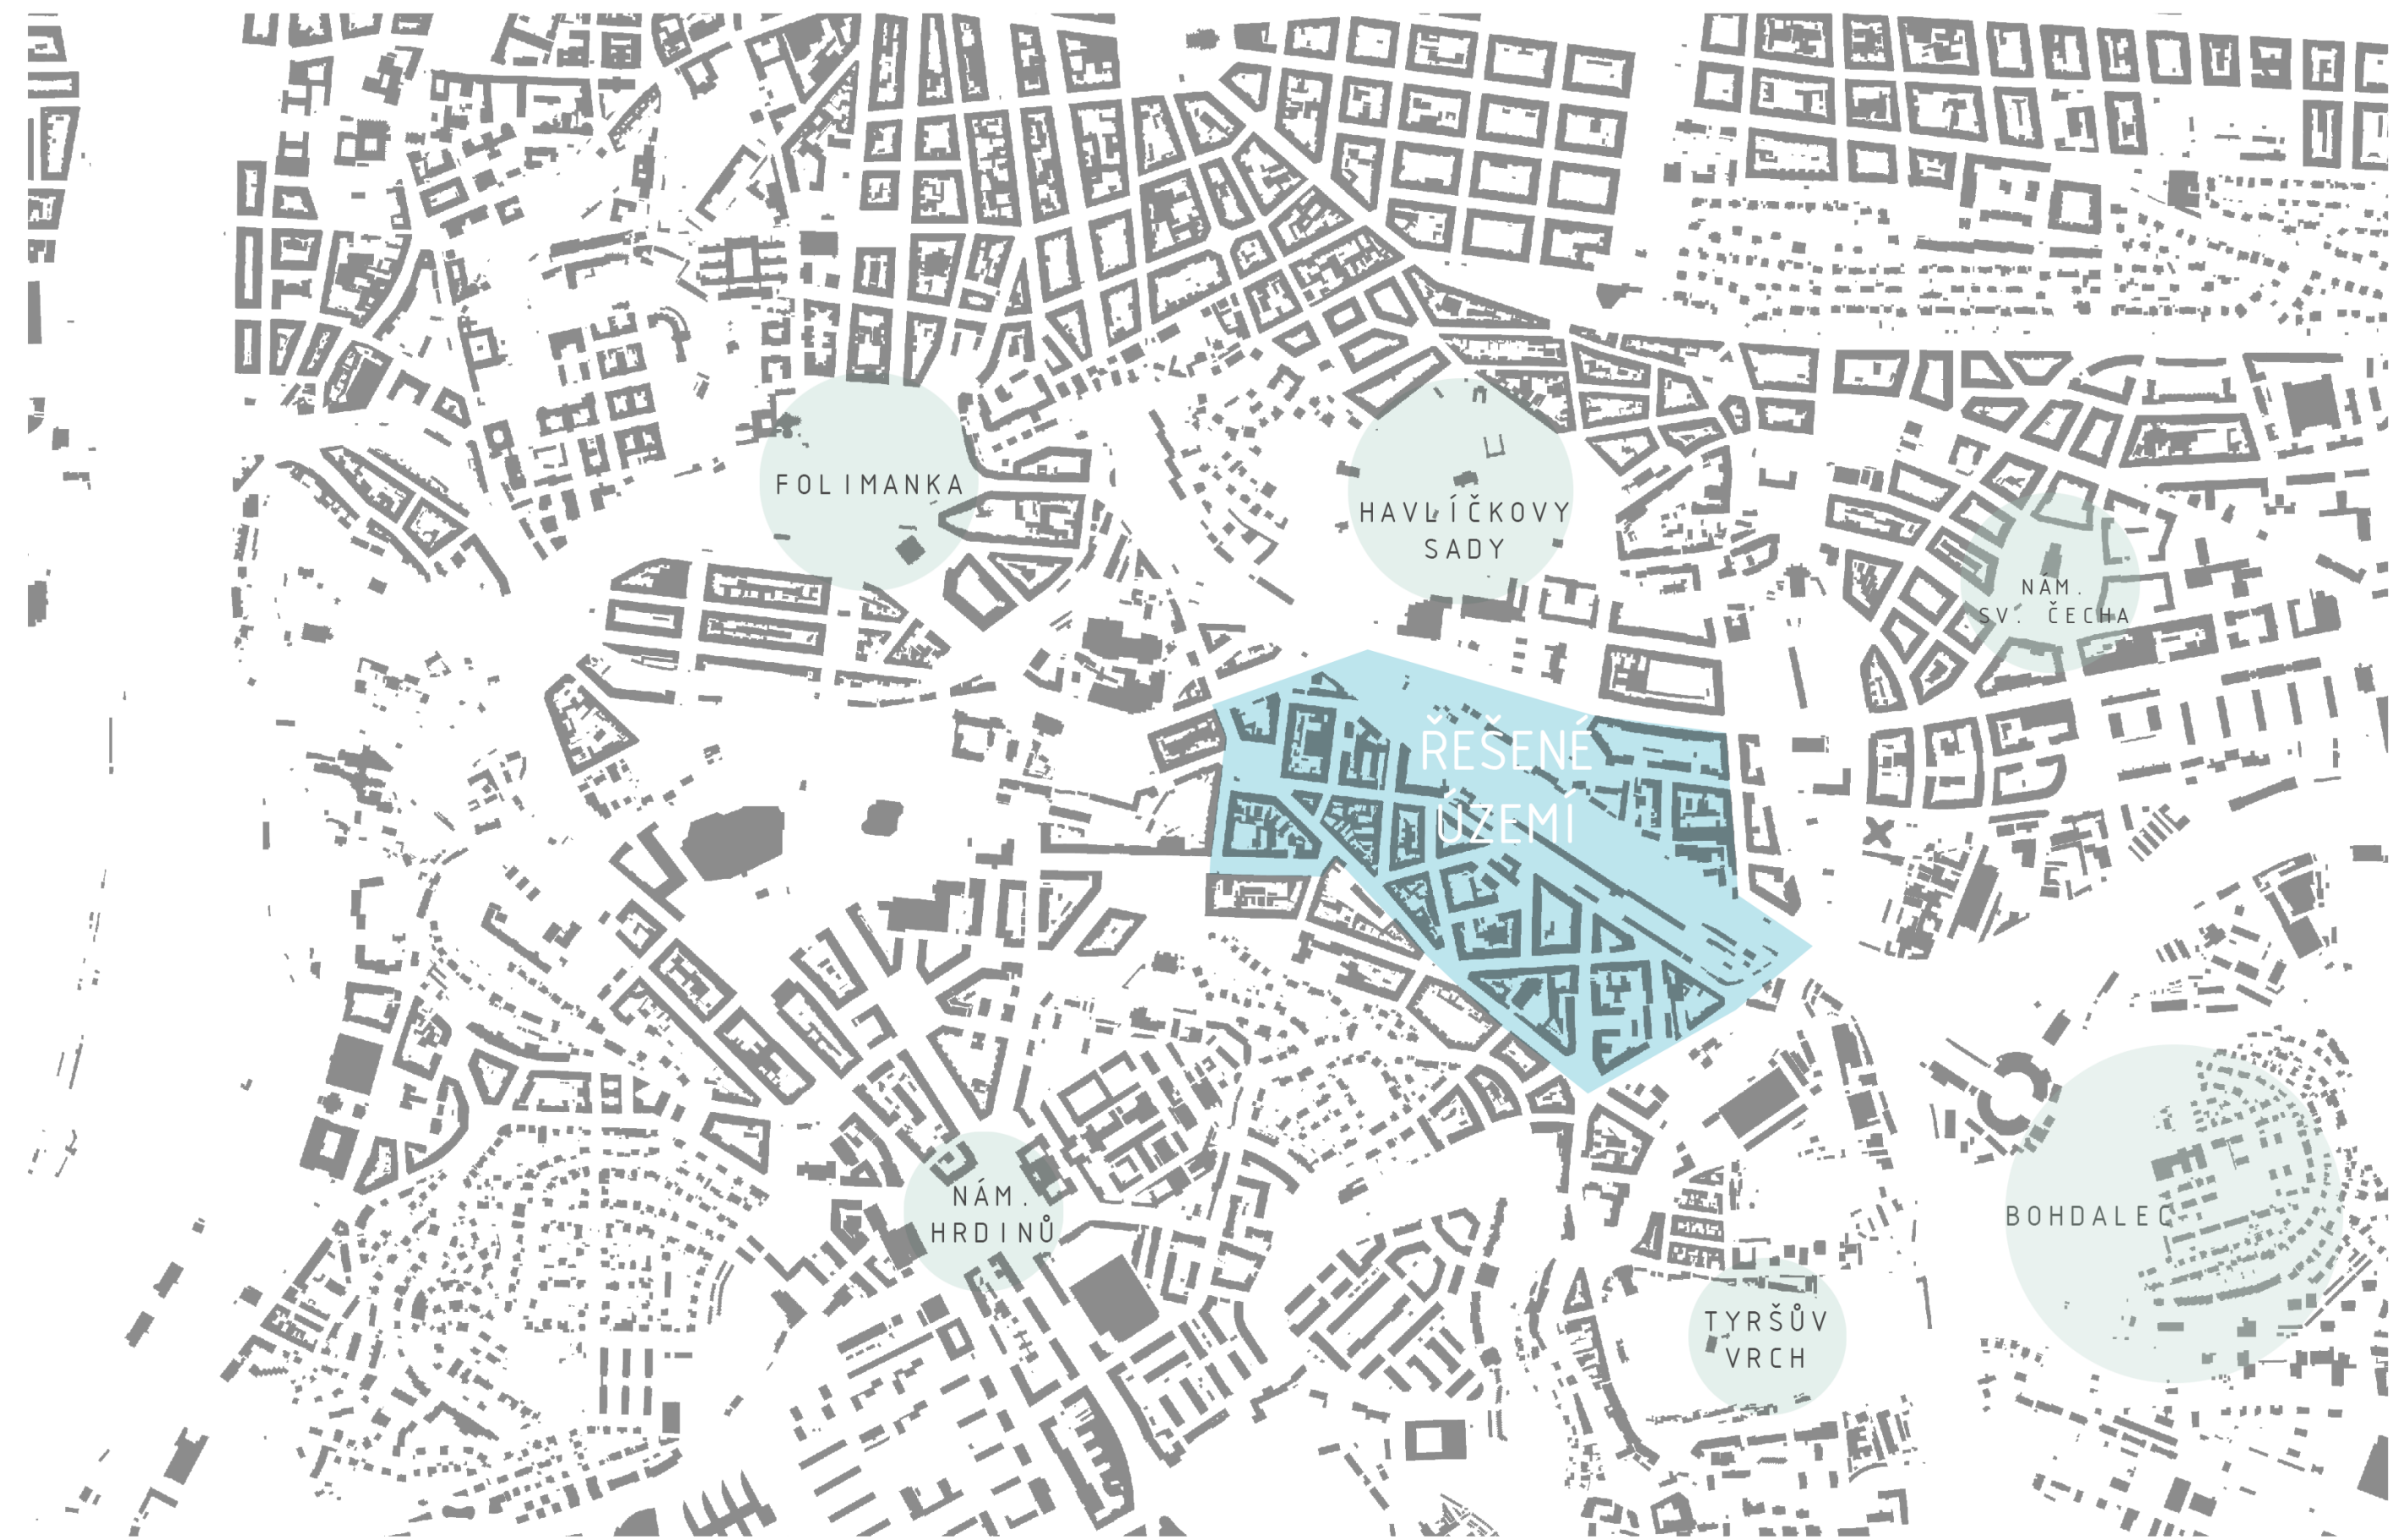 FOLIMANKA
HAVLÍČKOVY
SADY
NÁM.
SV. ČECHA
ŘEŠENÉ
ÚZEMÍ
NÁM.
HRDINŮ
BOHDALEC
TYRŠŮV
VRCH